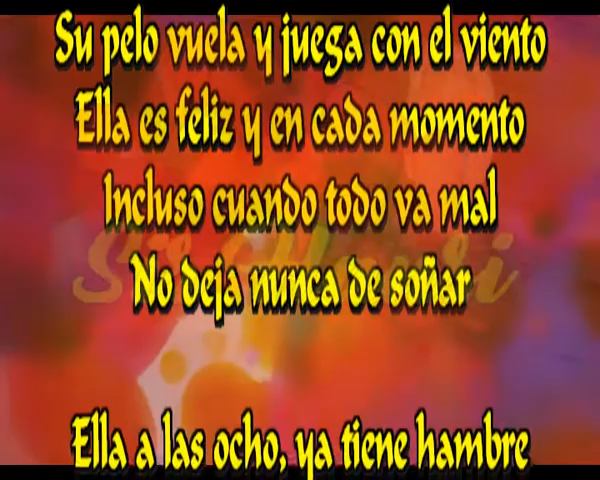 Su pelo vuela y juega con el viento
Ella es feliz y en cada momento
Incluso cuando todo va mal
No deja nunca de soñar
Ella a las ocho, ya tiene hambre